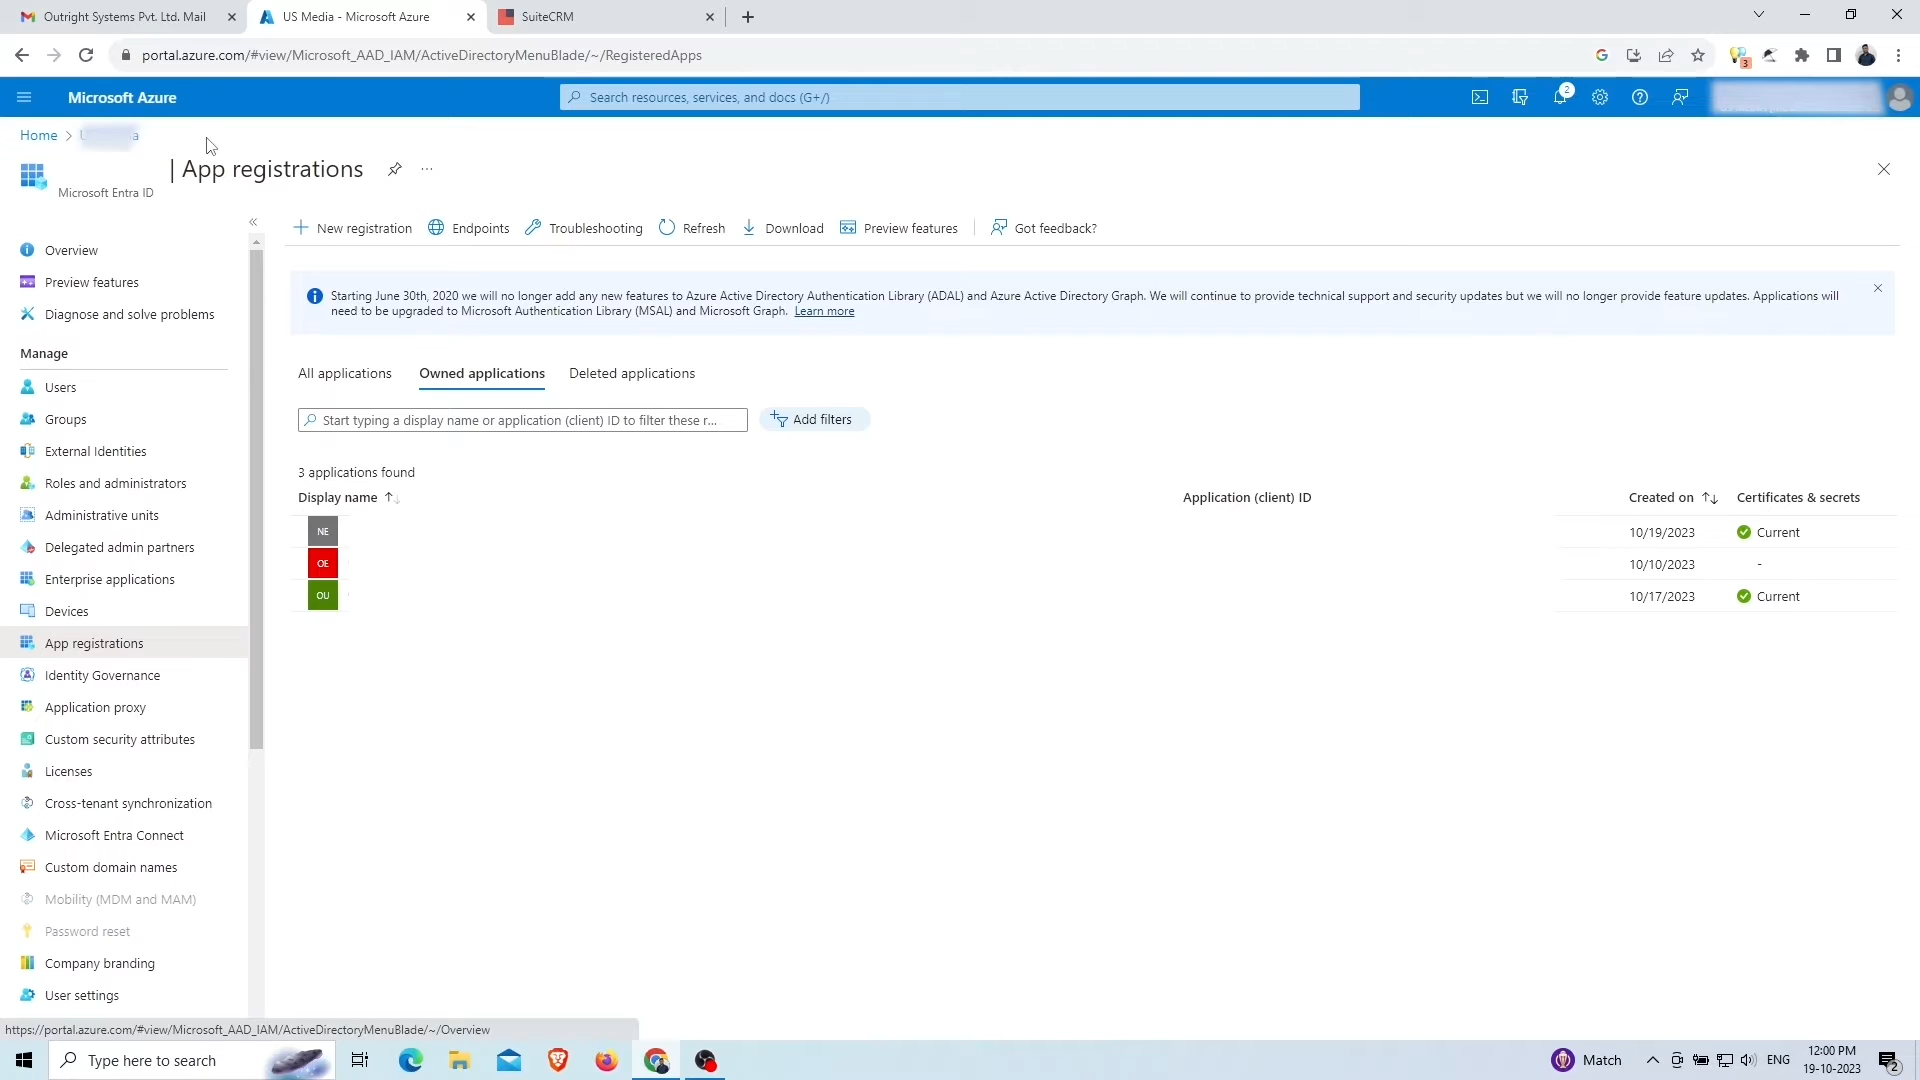 Outright Systems Pvt. Ltd. Mail
US Media - Microsoft Azure
SuiteCRM
portal.azure.com/#view/Microsoft_AAD_IAM/ActiveDirectoryMenuBlade/~/RegisteredApps
3
Microsoft Azure
Search resources, services, and docs (G+/)
2
Home
| App registrations
Microsoft Entra ID
New registration
Endpoints
Troubleshooting
Refresh
Download
Preview features
Got feedback?
Overview
Preview features
Diagnose and solve problems
Manage
Users
Groups
External Identities
Roles and administrators
Administrative units
Delegated admin partners
Enterprise applications
Devices
App registrations
Identity Governance
Application proxy
Custom security attributes
Licenses
Cross-tenant synchronization
Microsoft Entra Connect
Custom domain names
Mobility (MDM and MAM)
Password reset
Company branding
User settings
Starting June 30th, 2020 we will no longer add any new features to Azure Active Directory Authentication Library (ADAL) and Azure Active Directory Graph. We will continue to provide technical support and security updates but we will no longer provide feature updates. Applications will
need to be upgraded to Microsoft Authentication Library (MSAL) and Microsoft Graph. Learn more
All applications
Owned applications
Deleted applications
Start typing a display name or application (client) ID to filter these r...
Add filters
3 applications found
Display name
Application (client) ID
Created on
Certificates & secrets
NE
10/19/2023
Current
OE
10/10/2023
-
OU
10/17/2023
Current
https://portal.azure.com/#view/Microsoft_AAD_IAM/ActiveDirectoryMenuBlade/~/Overview
Type here to search
Match
ENG
12:00 PM
19-10-2023
2